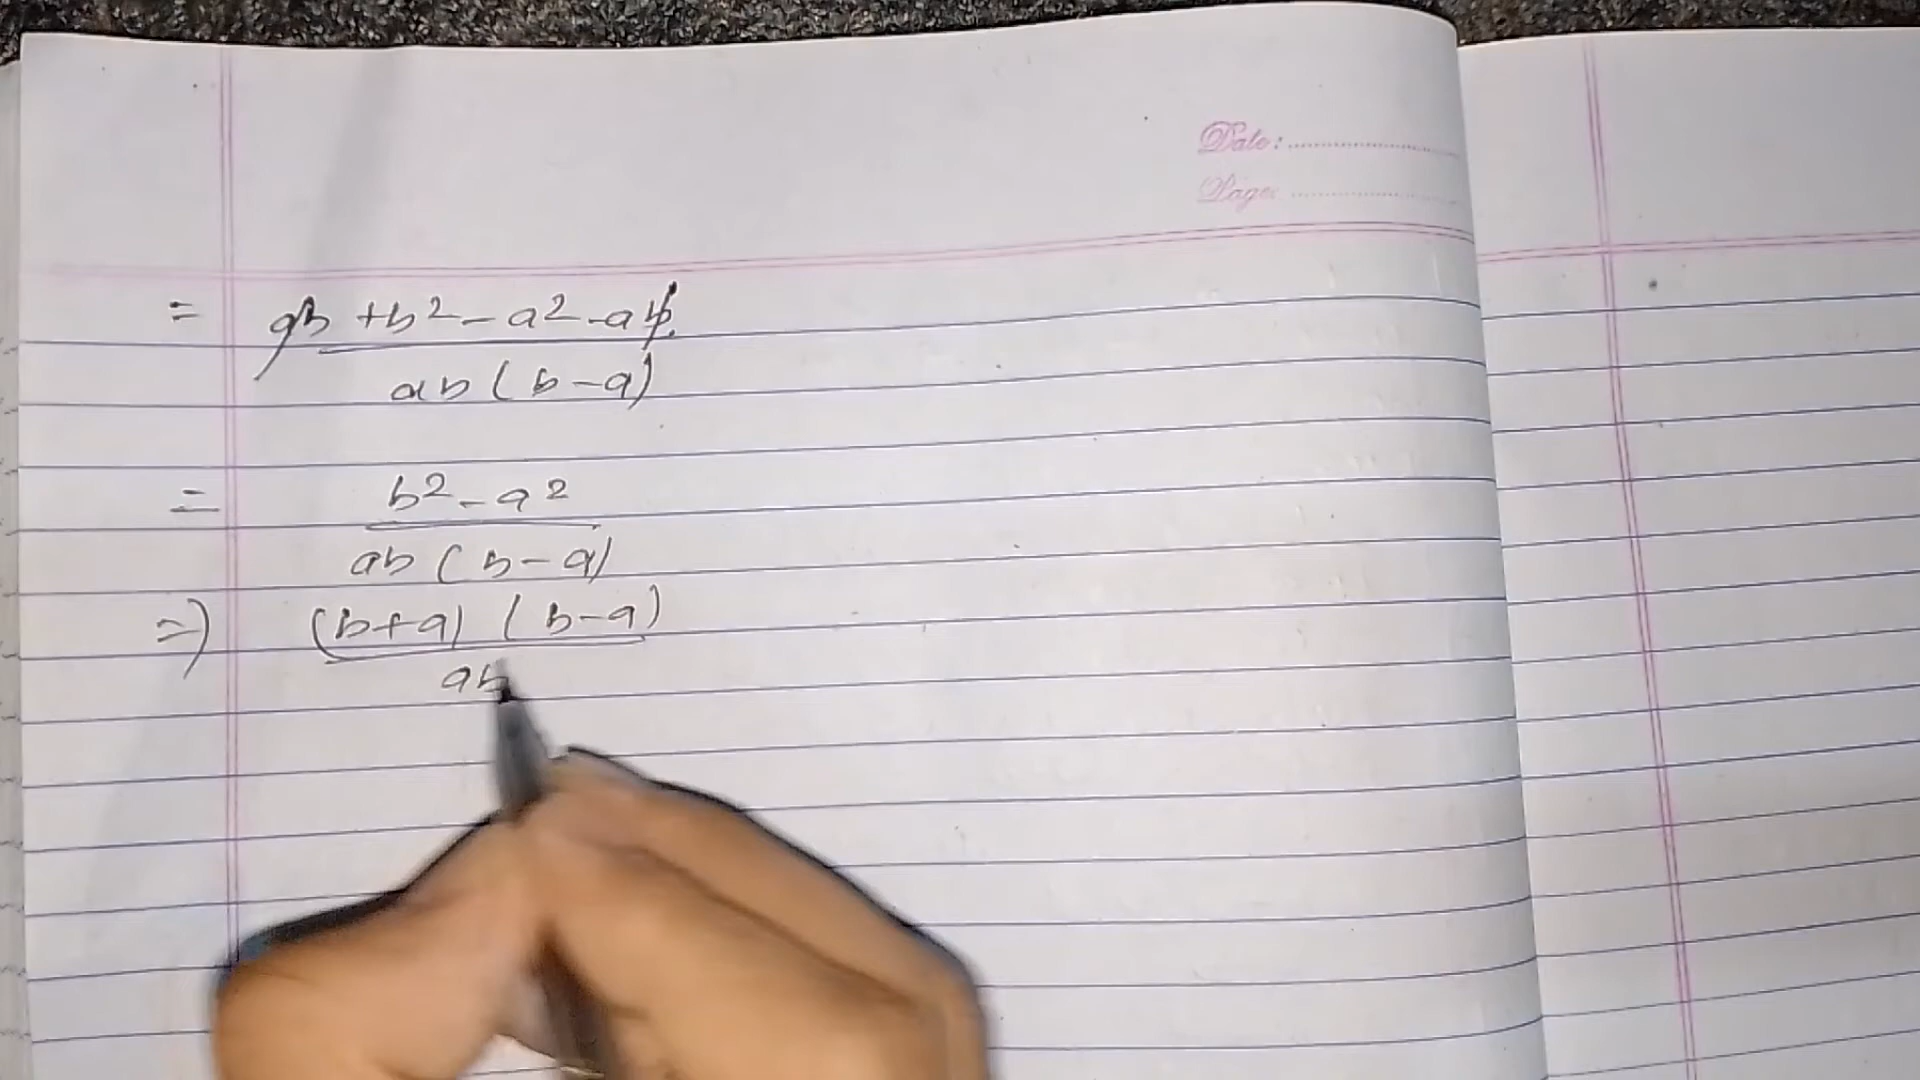 Date:
Page:
= ab + b² - a² - ab
ab (b - a)
= b² - a²
ab (b - a)
⇒) (b + a) (b - a)
ab